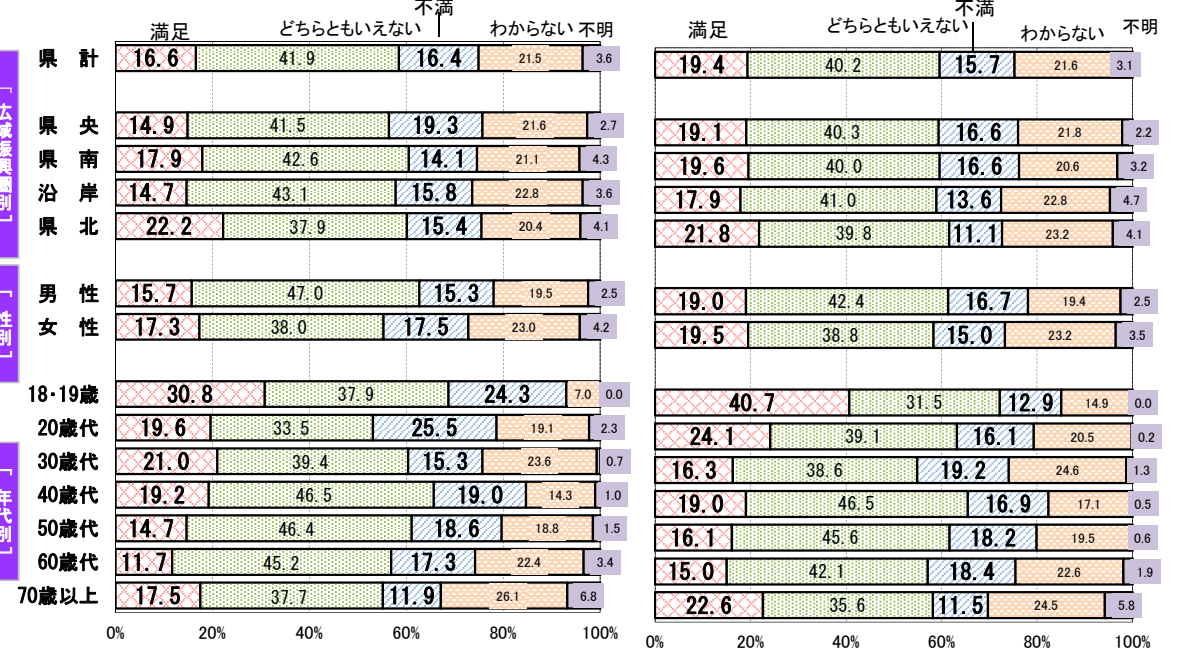 満足 どちらともいえない 不満 わからない 不明
満足 どちらともいえない 不満 わからない 不明
「広域振興圏別」
県 計 16.6 41.9 16.4 21.5 3.6 19.4 40.2 15.7 21.6 3.1
県 央 14.9 41.5 19.3 21.6 2.7 19.1 40.3 16.6 21.8 2.2
県 南 17.9 42.6 14.1 21.1 4.3 19.6 40.0 16.6 20.6 3.2
沿 岸 14.7 43.1 15.8 22.8 3.6 17.9 41.0 13.6 22.8 4.7
県 北 22.2 37.9 15.4 20.4 4.1 21.8 39.8 11.1 23.2 4.1
「性別」
男 性 15.7 47.0 15.3 19.5 2.5 19.0 42.4 16.7 19.4 2.5
女 性 17.3 38.0 17.5 23.0 4.2 19.5 38.8 15.0 23.2 3.5
18・19歳 30.8 37.9 24.3 7.0 0.0 40.7 31.5 12.9 14.9 0.0
20歳代 19.6 33.5 25.5 19.1 2.3 24.1 39.1 16.1 20.5 0.2
「年代別」
30歳代 21.0 39.4 15.3 23.6 0.7 16.3 38.6 19.2 24.6 1.3
40歳代 19.2 46.5 19.0 14.3 1.0 19.0 46.5 16.9 17.1 0.5
50歳代 14.7 46.4 18.6 18.8 1.5 16.1 45.6 18.2 19.5 0.6
60歳代 11.7 45.2 17.3 22.4 3.4 15.0 42.1 18.4 22.6 1.9
70歳以上 17.5 37.7 11.9 26.1 6.8 22.6 35.6 11.5 24.5 5.8
0% 20% 40% 60% 80% 100% 0% 20% 40% 60% 80% 100%